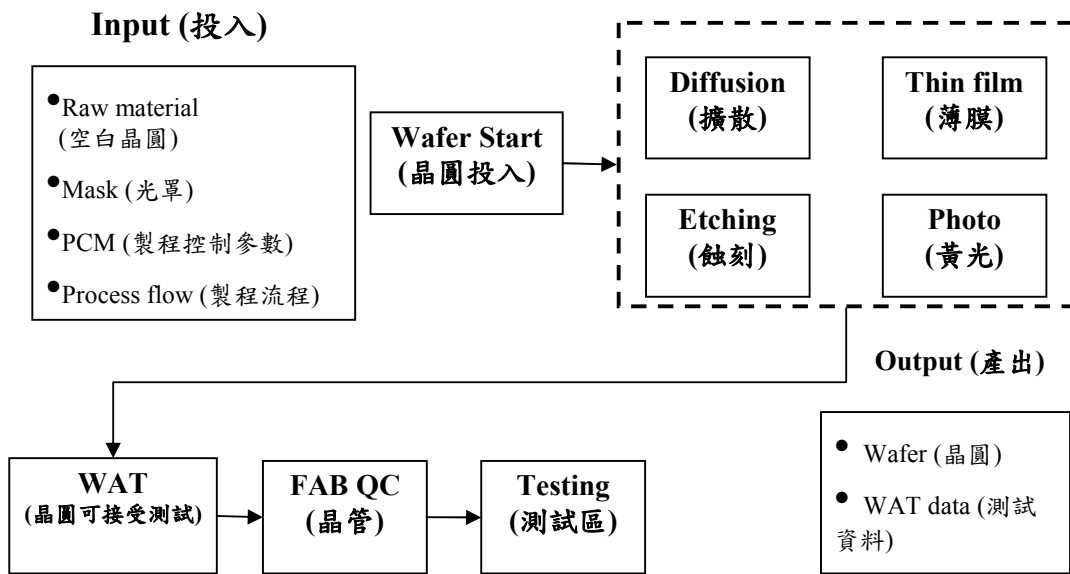 Input (投入)
•Raw material
(空白晶圓)
•Mask (光罩)
•PCM (製程控制參數)
•Process flow (製程流程)
Wafer Start
(晶圓投入)
Diffusion
(擴散)
Thin film
(薄膜)
Etching
(蝕刻)
Photo
(黃光)
Output (產出)
• Wafer (晶圓)
• WAT data (測試
資料)
WAT
(晶圓可接受測試)
FAB QC
(晶管)
Testing
(測試區)